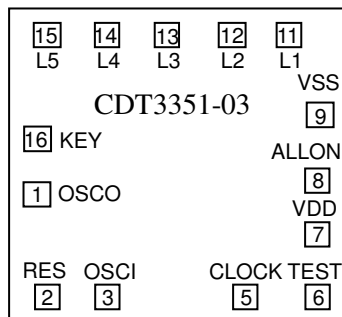 15 14 13 12 11
L5 L4 L3 L2 L1
VSS
CDT3351-03
9
16 KEY
ALLON
8
1 OSCO
VDD
7
RES OSCI CLOCK TEST
2 3 5 6